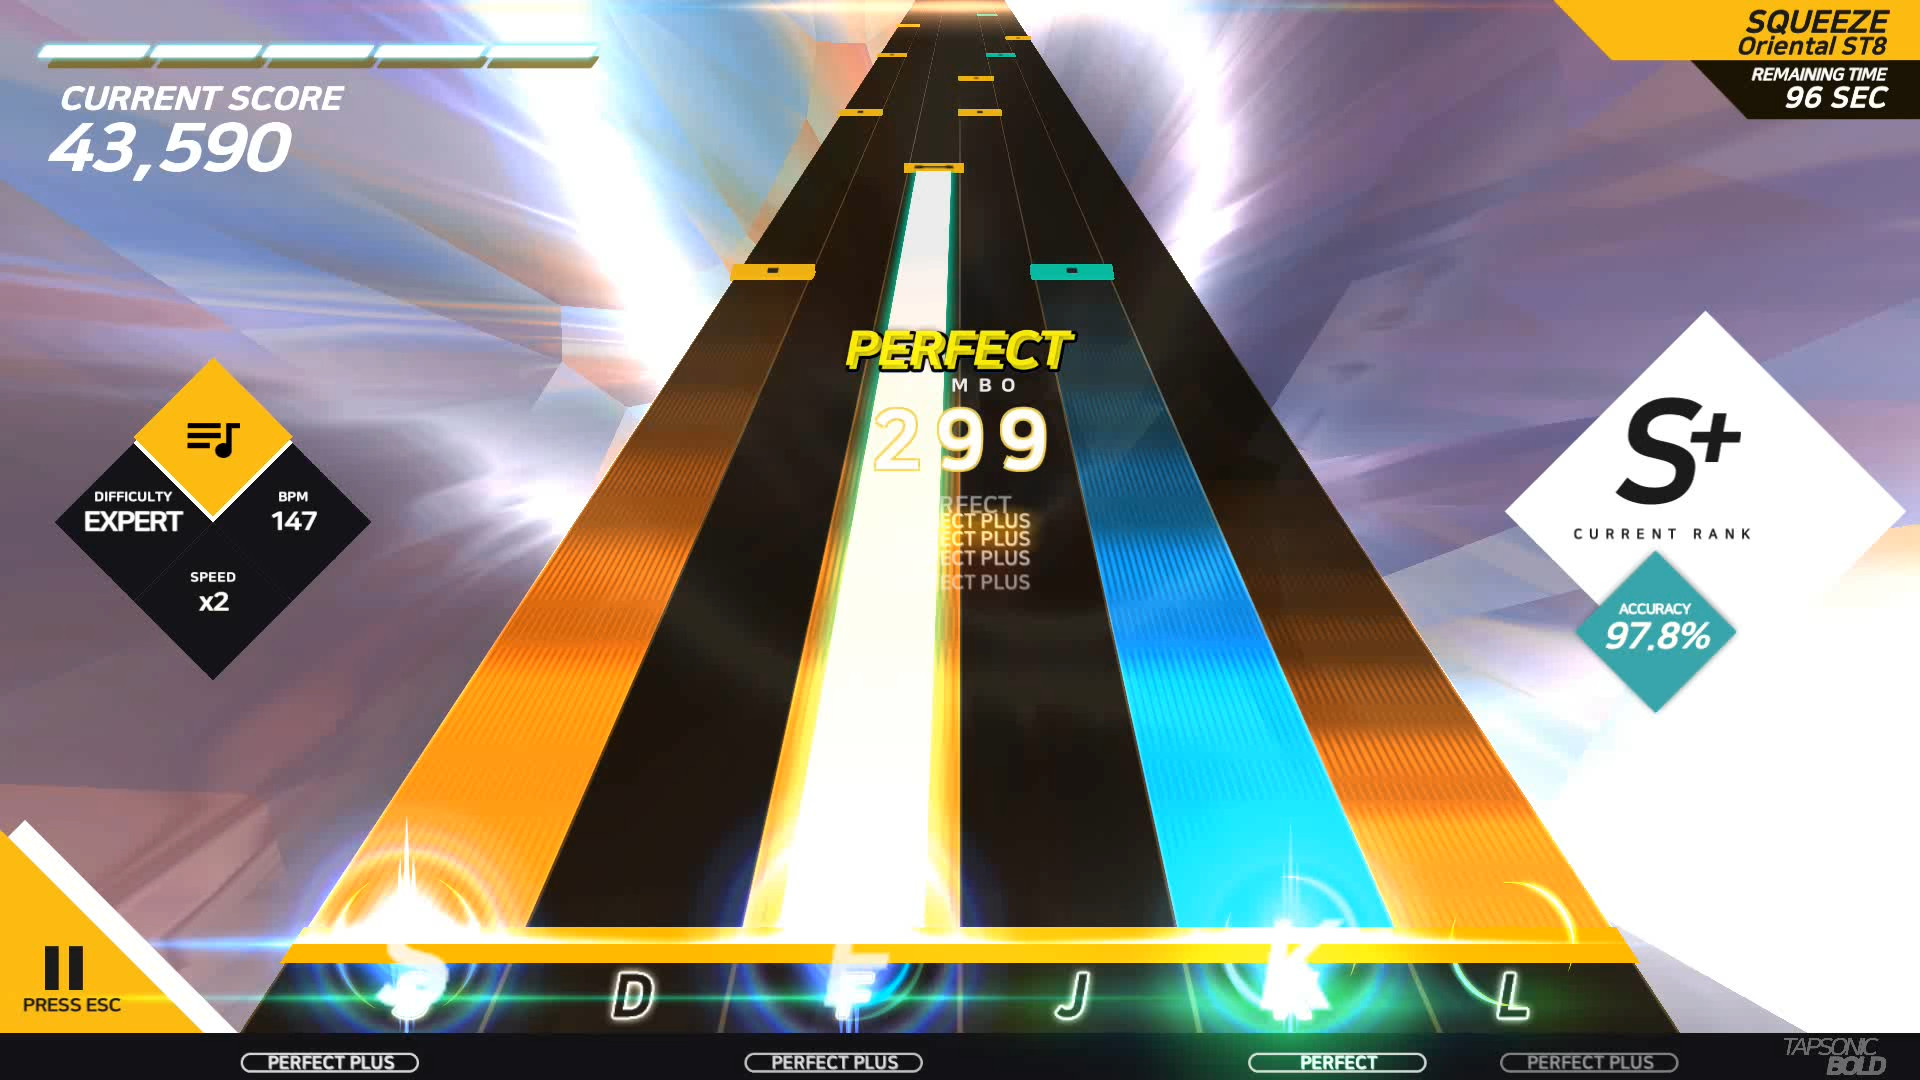 CURRENT SCORE
43,590
SQUEEZE
Oriental ST8
REMAINING TIME
96 SEC
PERFECT
MBO
299
RFECT
ECT PLUS
ECT PLUS
ECT PLUS
ECT PLUS
DIFFICULTY
EXPERT
BPM
147
SPEED
x2
S+
CURRENT RANK
ACCURACY
97.8%
PRESS ESC
S D F J K L
PERFECT PLUS
PERFECT PLUS
PERFECT
PERFECT PLUS
TAPSONIC
BOLD